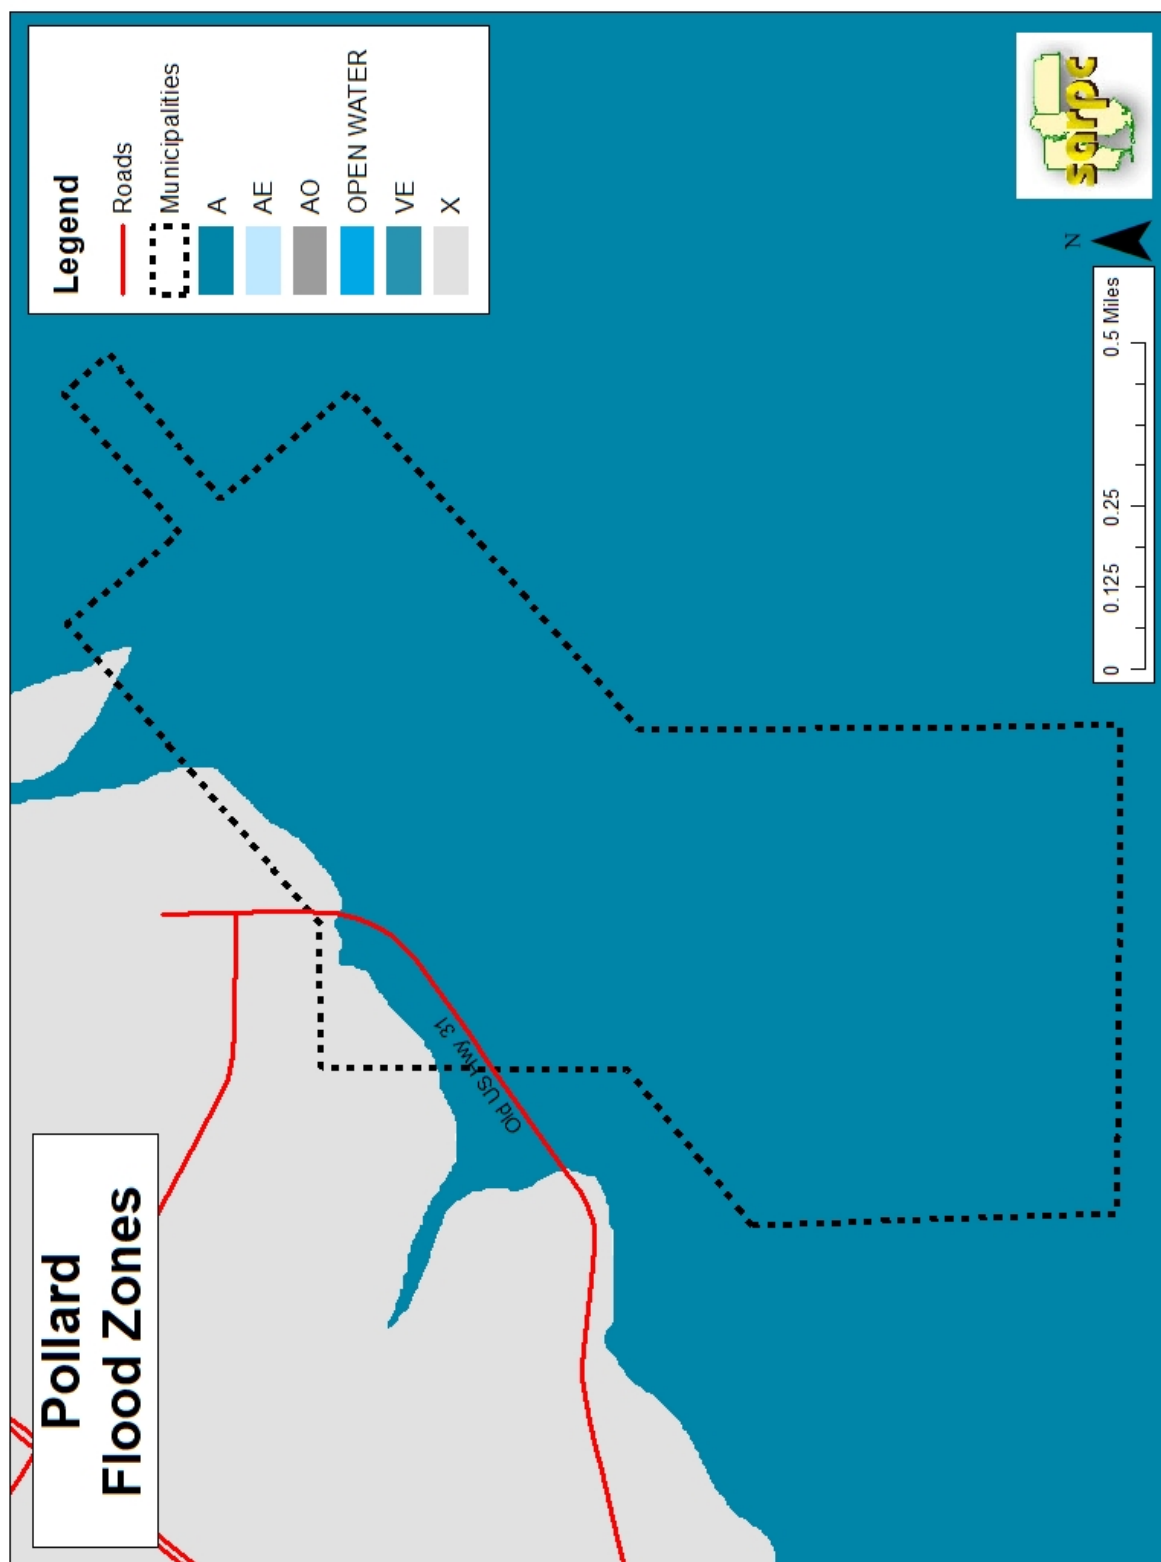 Pollard
Flood Zones
Legend
Roads
Municipalities
A
AE
AO
OPEN WATER
VE
X
Old US Hwy 31
0 0.125 0.25 0.5 Miles
N
sarpc